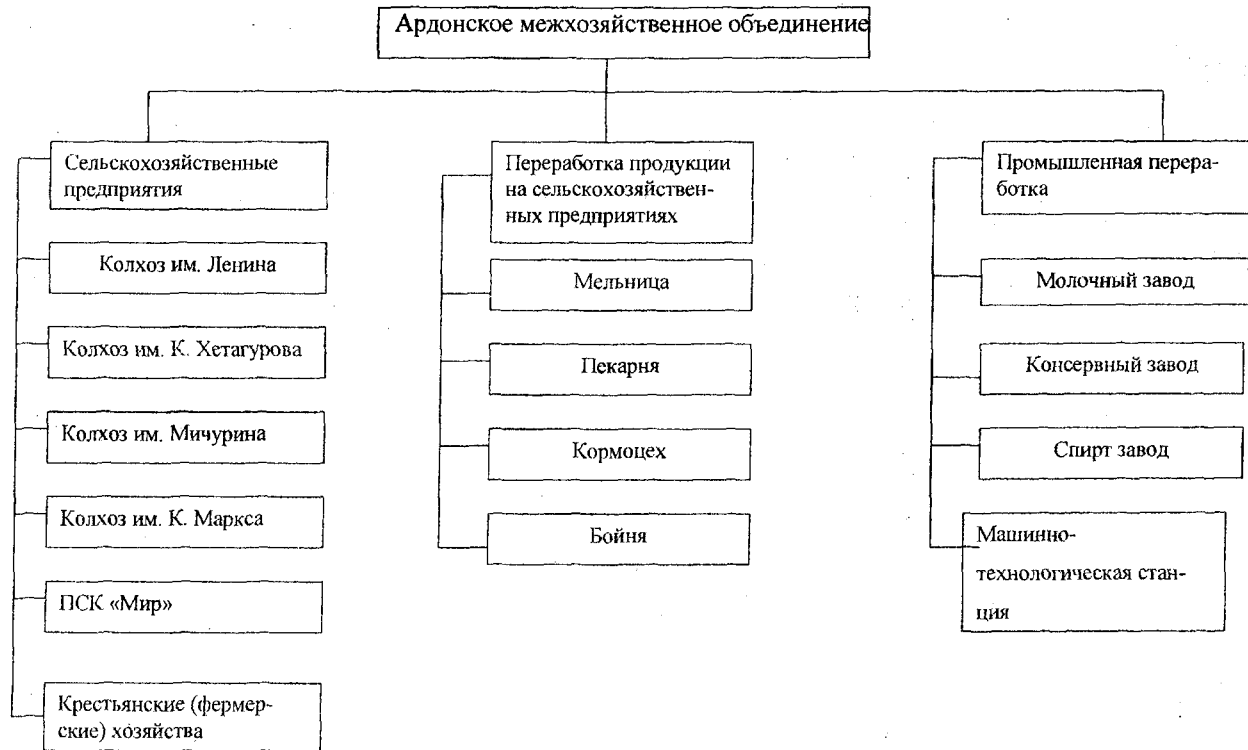 Ардонское межхозяйственное объединение
Сельскохозяйственные
предприятия
Колхоз им. Ленина
Колхоз им. К. Хетагурова
Колхоз им. Мичурина
Колхоз им. К. Маркса
ПСК «Мир»
Крестьянские (фермер-
ские) хозяйства
Переработка продукции
на сельскохозяйствен-
ных предприятиях
Мельница
Пекарня
Кормоцех
Бойня
Промышленная перера-
ботка
Молочный завод
Консервный завод
Спирт завод
Машинно-
технологическая стан-
ция